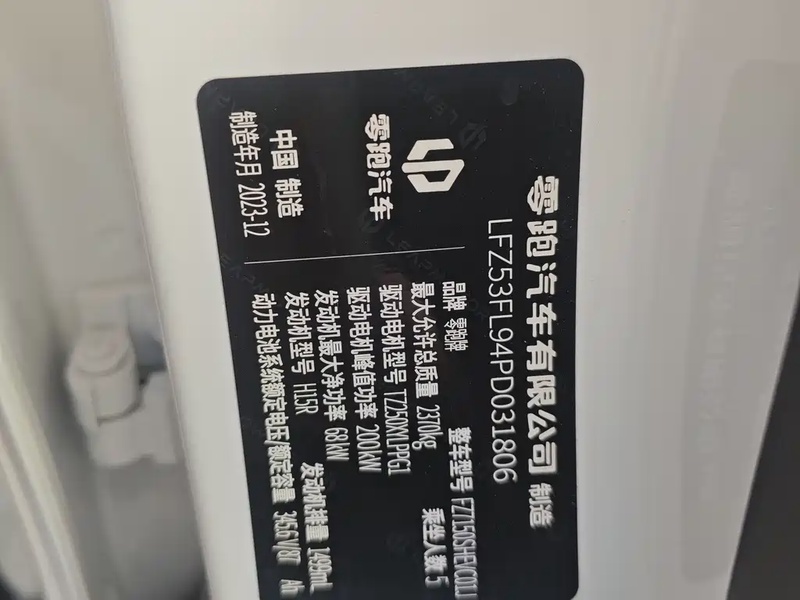 零跑汽车有限公司 制造
LFZ53FL94PD031806
零跑汽车
中国 制造
制造年月 2023-12
品牌 零跑牌 整车型号
最大允许总质量 2370kg 乘坐人数 5
驱动电机型号 TZ250XYLPPG1
驱动电机峰值功率 200kW
发动机最大净功率 68kW
发动机型号 H15R 发动机排量 1499mL
动力电池系统额定电压/额定容量 345.6V/87 Ah